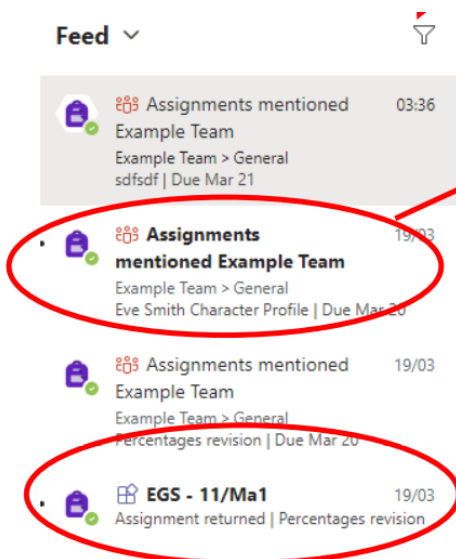 Feed
Assignments mentioned 03:36
Example Team
Example Team > General
sdfsdf | Due Mar 21
Assignments 19/03
mentioned Example Team
Example Team > General
Eve Smith Character Profile | Due Mar 20
Assignments mentioned 19/03
Example Team
Example Team > General
Percentages revision | Due Mar 20
EGS - 11/Ma1 19/03
Assignment returned | Percentages revision